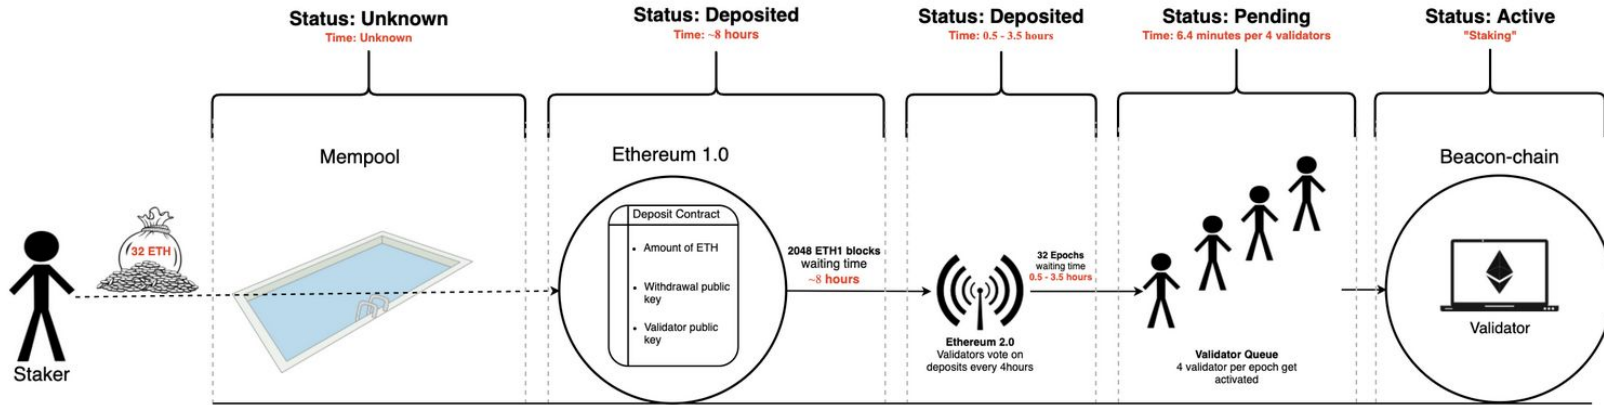 Status: Unknown
Time: Unknown
Status: Deposited
Time: ~8 hours
Status: Deposited
Time: 0.5 - 3.5 hours
Status: Pending
Time: 6.4 minutes per 4 validators
Status: Active
"Staking"
32 ETH
Staker
Mempool
Ethereum 1.0
Deposit Contract
• Amount of ETH
• Withdrawal public
key
• Validator public
key
2048 ETH1 blocks
waiting time
~8 hours
Ethereum 2.0
Validators vote on
deposits every 4hours
32 Epochs
waiting time
0.5 - 3.5 hours
Validator Queue
4 validator per epoch get
activated
Beacon-chain
Validator